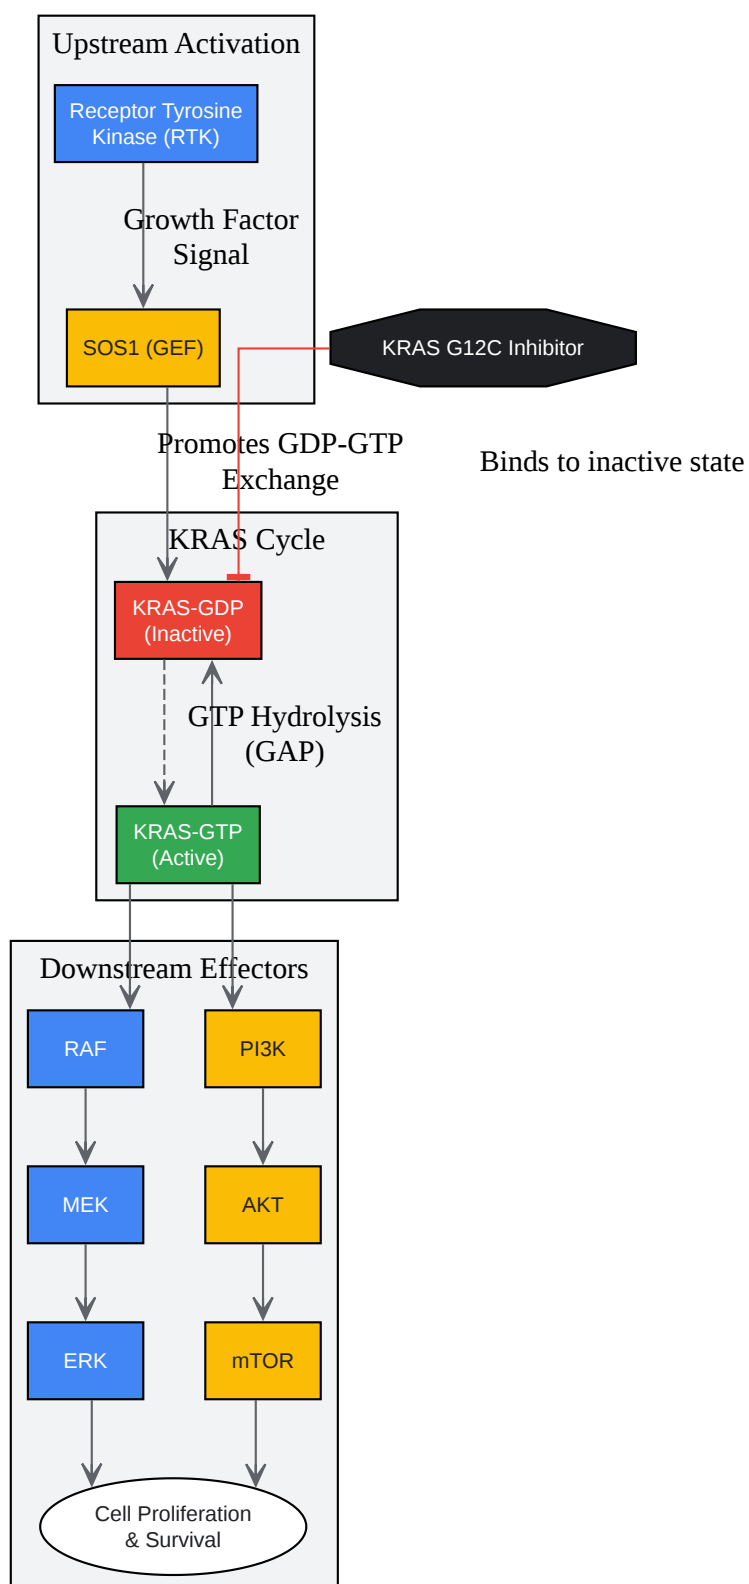 Upstream Activation
Receptor Tyrosine
Kinase (RTK)
Growth Factor
Signal
SOS1 (GEF)
KRAS G12C Inhibitor
Promotes GDP-GTP
Exchange
Binds to inactive state
KRAS Cycle
KRAS-GDP
(Inactive)
GTP Hydrolysis
(GAP)
KRAS-GTP
(Active)
Downstream Effectors
RAF
PI3K
MEK
AKT
ERK
mTOR
Cell Proliferation
& Survival